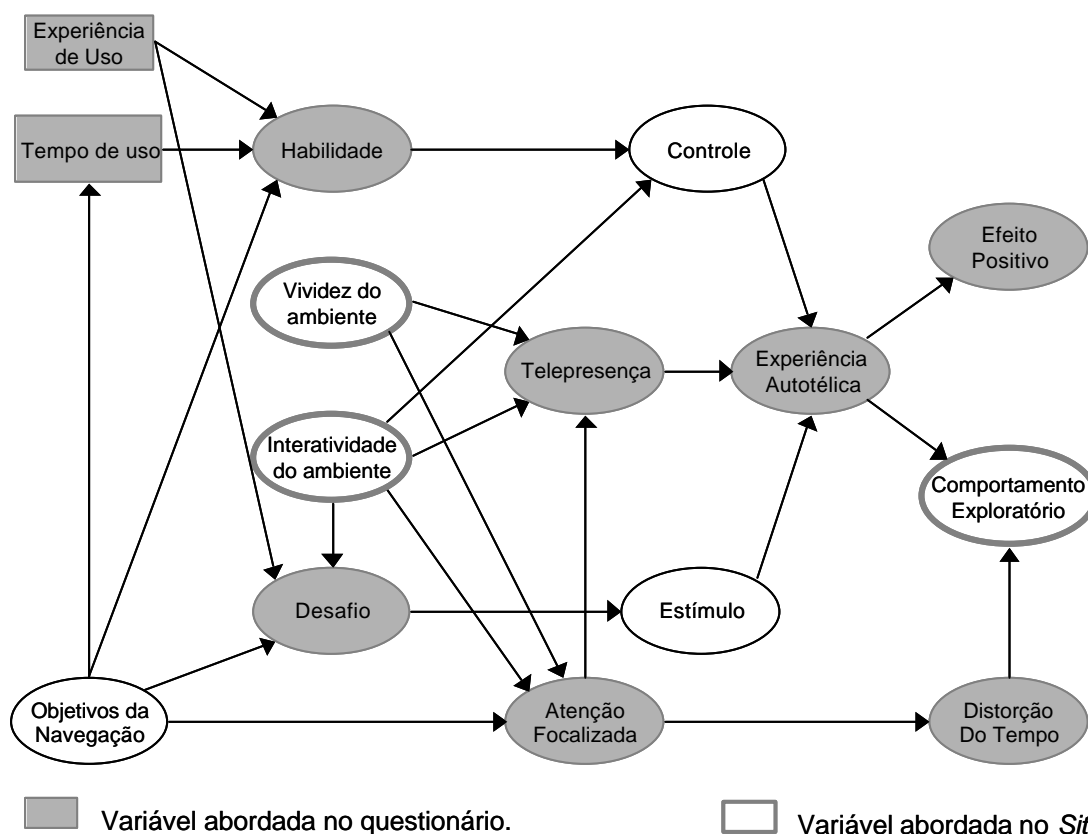 Experiência
de Uso
Tempo de uso
Habilidade
Controle
Efeito
Positivo
Vividez do
ambiente
Telepresença
Experiência
Autotélica
Interatividade
do ambiente
Comportamento
Exploratório
Desafio
Estímulo
Objetivos da
Navegação
Atenção
Focalizada
Distorção
Do Tempo
Variável abordada no questionário.
Variável abordada no